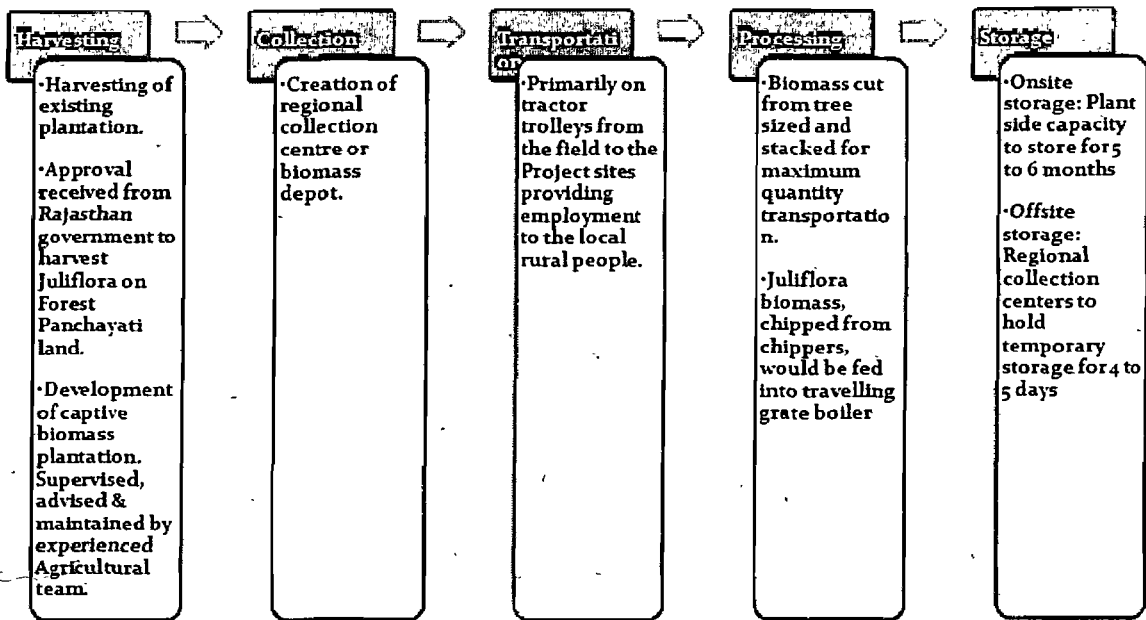 Harvesting
·Harvesting of
existing
plantation.
·Approval
received from
Rajasthan
government to
harvest
Juliflora on
Forest
Panchayati
land.
·Development
of captive
biomass
plantation.
Supervised,
advised &
maintained by
experienced
Agricultural
team.
Collection
·Creation of
regional
collection
centre or
biomass
depot.
Transportati
on
·Primarily on
tractor
trolleys from
the field to the
Project sites
providing
employment
to the local
rural people.
Processing
·Biomass cut
from tree
sized and
stacked for
maximum
quantity
transportatio
n.
·Juliflora
biomass,
chipped from
chippers,
would be fed
into travelling
grate boiler
Storage
·Onsite
storage: Plant
side capacity
to store for 5
to 6 months
·Offsite
storage:
Regional
collection
centers to
hold
temporary
storage for 4 to
5 days